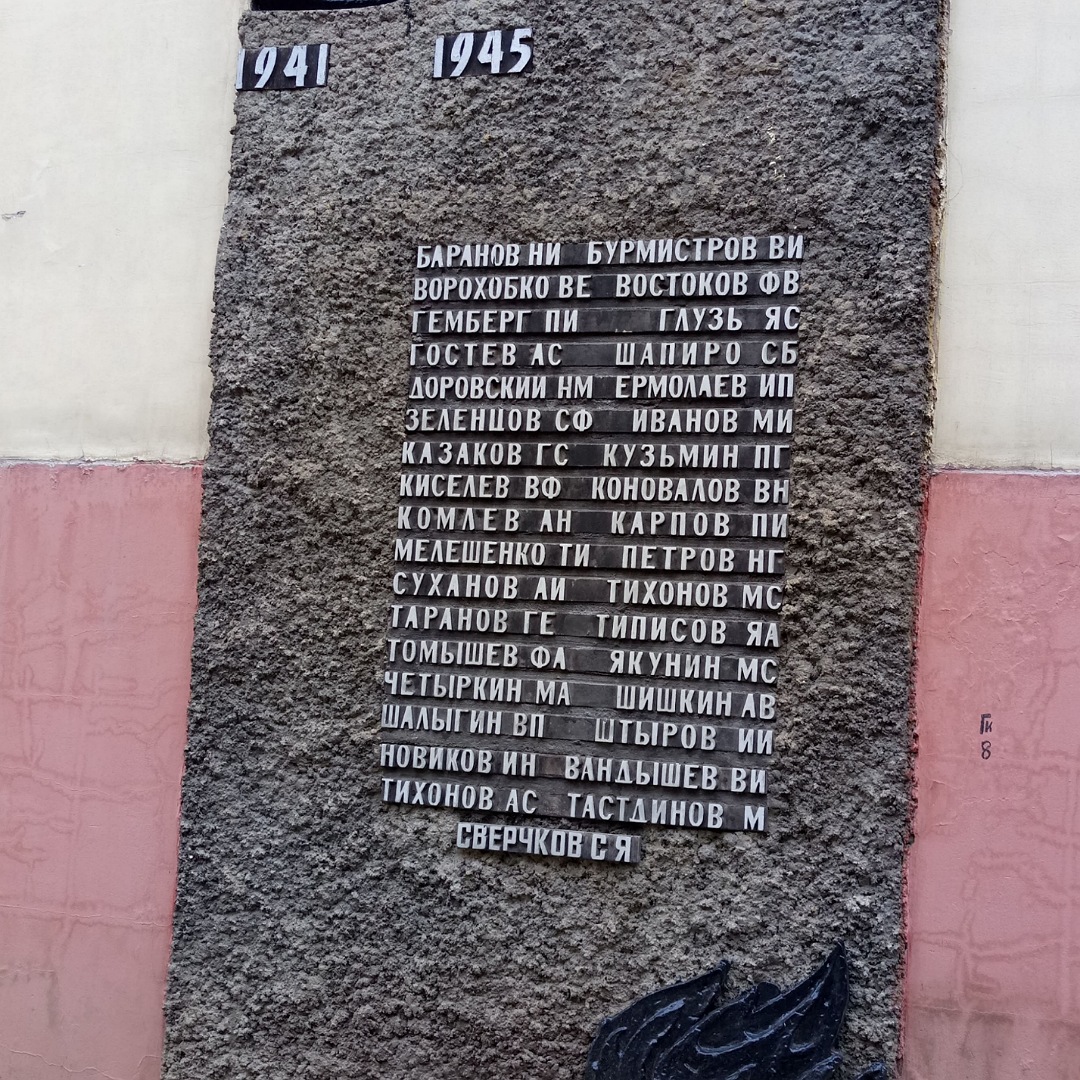 1941 1945
БАРАНОВ НИ БУРМИСТРОВ ВИ
ВОРОХОБКО ВЕ ВОСТОКОВ ФВ
ГЕМБЕРГ ПИ ГЛУЗЬ ЯС
ГОСТЕВ АС ШАПИРО СБ
ДОРОВСКИИ НМ ЕРМОЛАЕВ ИП
ЗЕЛЕНЦОВ СФ ИВАНОВ МИ
КАЗАКОВ ГС КУЗЬМИН ПГ
КИСЕЛЕВ ВФ КОНОВАЛОВ ВН
КОМЛЕВ АН КАРПОВ ПИ
МЕЛЕШЕНКО ТИ ПЕТРОВ НГ
СУХАНОВ АИ ТИХОНОВ МС
ТАРАНОВ ГЕ ТИПИСОВ ЯА
ТОМЫШЕВ ФА ЯКУНИН МС
ЧЕТЫРКИН МА ШИШКИН АВ
ШАЛЫГИН ВП ШТЫРОВ ИИ
НОВИКОВ ИН ВАНДЫШЕВ ВИ
ТИХОНОВ АС ТАСТДИНОВ М
СВЕРЧКОВ С Я
Гк
8